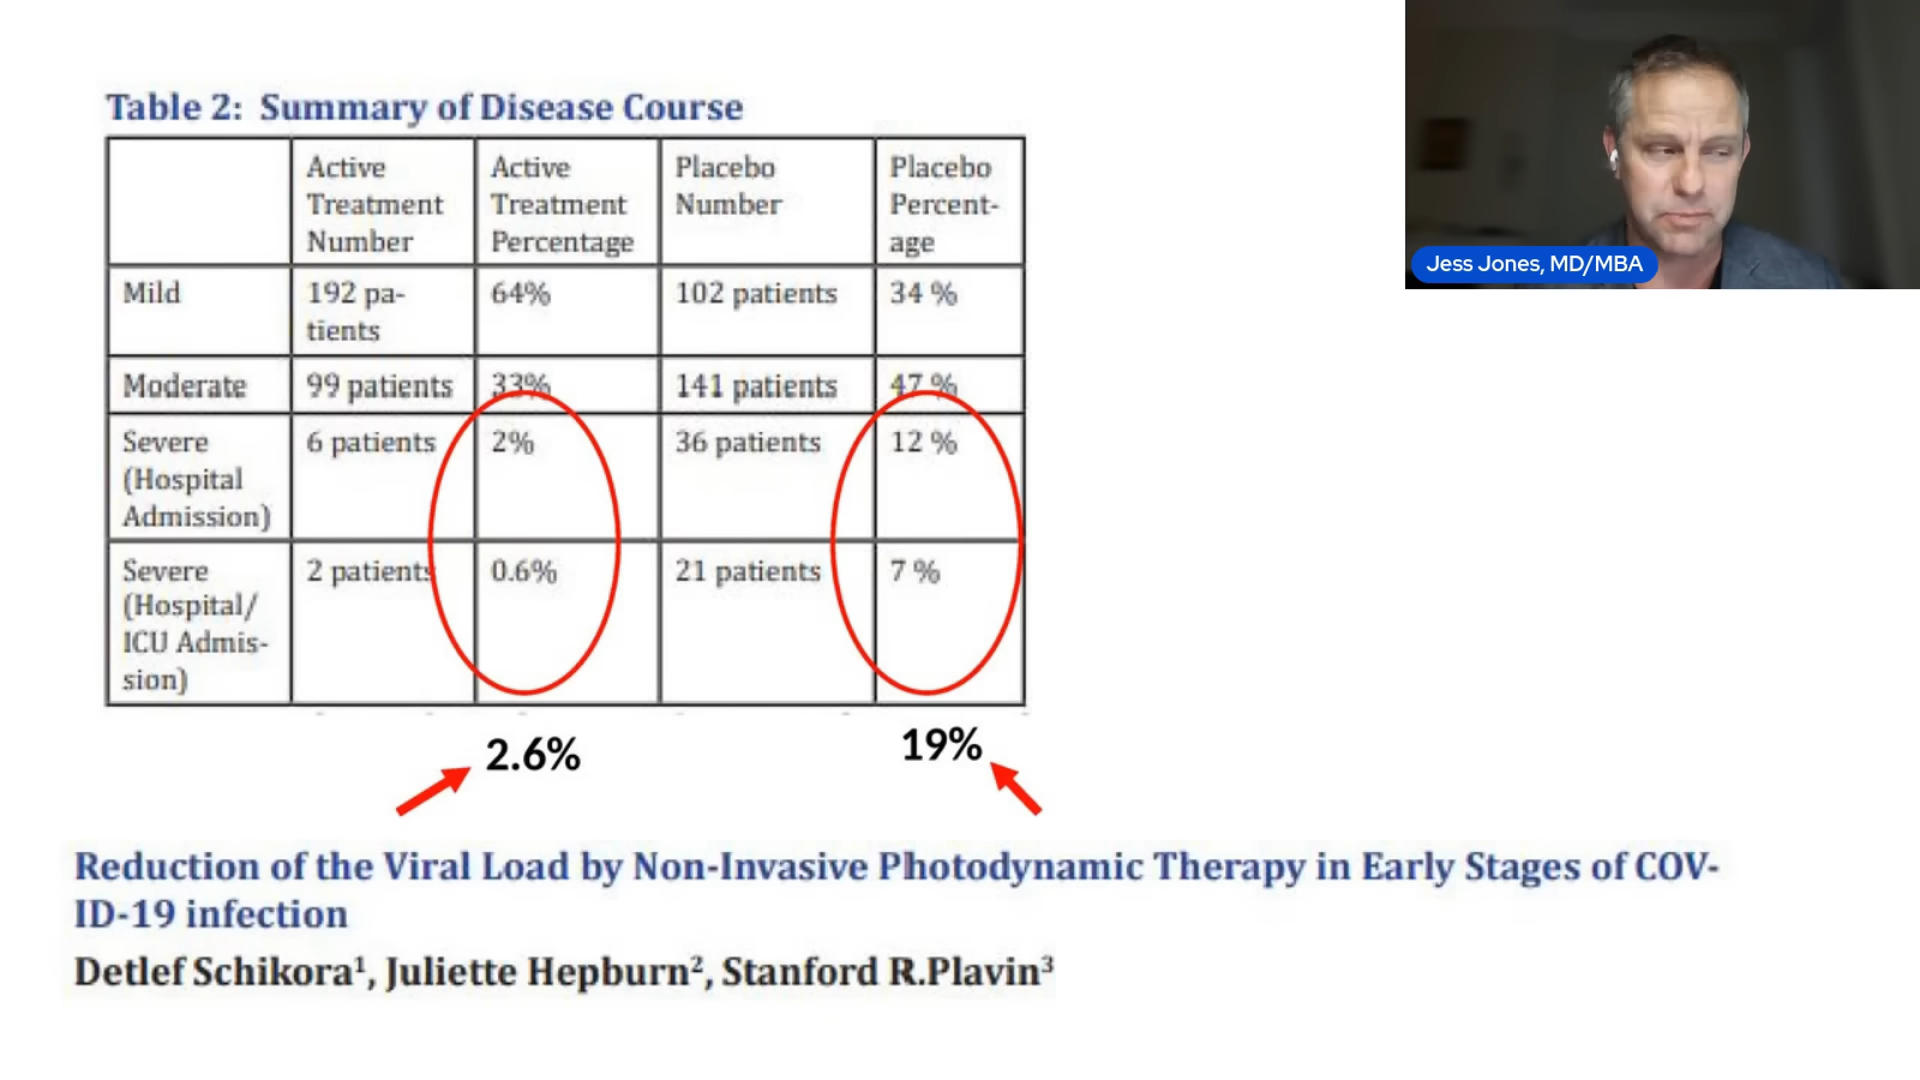 Table 2: Summary of Disease Course
Active
Treatment
Number
Active
Treatment
Percentage
Placebo
Number
Placebo
Percent-
age
Mild
192 pa-
tients
64%
102 patients
34 %
Moderate
99 patients
33%
141 patients
47 %
Severe
(Hospital
Admission)
6 patients
2%
36 patients
12 %
Severe
(Hospital/
ICU Admis-
sion)
2 patients
0.6%
21 patients
7 %
2.6%
19%
Reduction of the Viral Load by Non-Invasive Photodynamic Therapy in Early Stages of COV-
ID-19 infection
Detlef Schikora¹, Juliette Hepburn², Stanford R.Plavin³
Jess Jones, MD/MBA